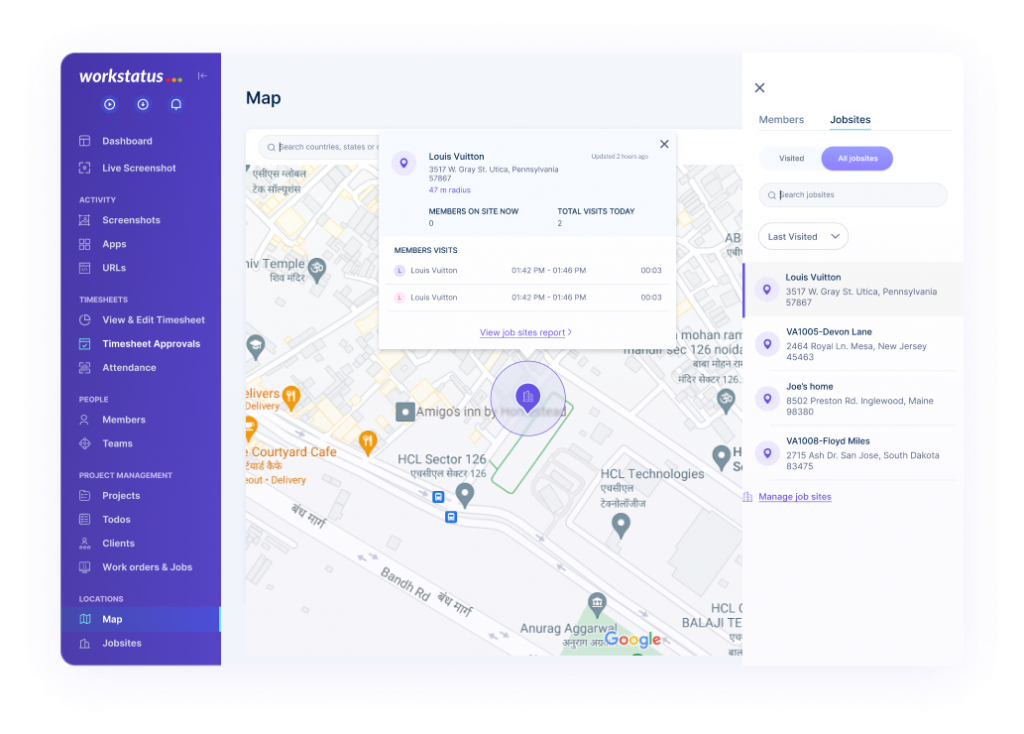 workstatus
Dashboard
Live Screenshot
ACTIVITY
Screenshots
Apps
URLs
TIMESHEETS
View & Edit Timesheet
Timesheet Approvals
Attendance
PEOPLE
Members
Teams
PROJECT MANAGEMENT
Projects
Todos
Clients
Work orders & Jobs
LOCATIONS
Map
Jobsites
Map
Search countries, states or
Louis Vuitton
Updated 2 hours ago
3517 W. Gray St. Utica, Pennsylvania
57867
47 m radius
MEMBERS ON SITE NOW
TOTAL VISITS TODAY
0
2
MEMBERS VISITS
L Louis Vuitton 01:42 PM - 01:46 PM 00:03
L Louis Vuitton 01:42 PM - 01:46 PM 00:03
View job sites report
एसीएस ग्लोबल
टेक सॉल्यूशंस
iv Temple
शिव मंदिर
AB
एबी
mohan ram
mandir sec 126 noida
बाबा मोहन रा
मंदिर सेक्टर 126.
elivers
Delivery
Amigo's inn by Homestead
Courtyard Cafe
र्टयार्ड कैफे
eout • Delivery
HCL Sector 126
एचसीएल सेक्टर 126
HCL Technologies
एचसीएल
टेक्नोलॉजीज
H
S
बंध मार्ग
Bandh Rd बंध मार्ग
Anurag Aggarwal
अनुराग अग्र
Google
HCL C
BALAJI TE
एच
बाल
Members
Jobsites
Visited
All jobsites
Search jobsites
Last Visited
Louis Vuitton
3517 W. Gray St. Utica, Pennsylvania
57867
VA1005-Devon Lane
2464 Royal Ln. Mesa, New Jersey
45463
Joe's home
8502 Preston Rd. Inglewood, Maine
98380
VA1008-Floyd Miles
2715 Ash Dr. San Jose, South Dakota
83475
Manage job sites